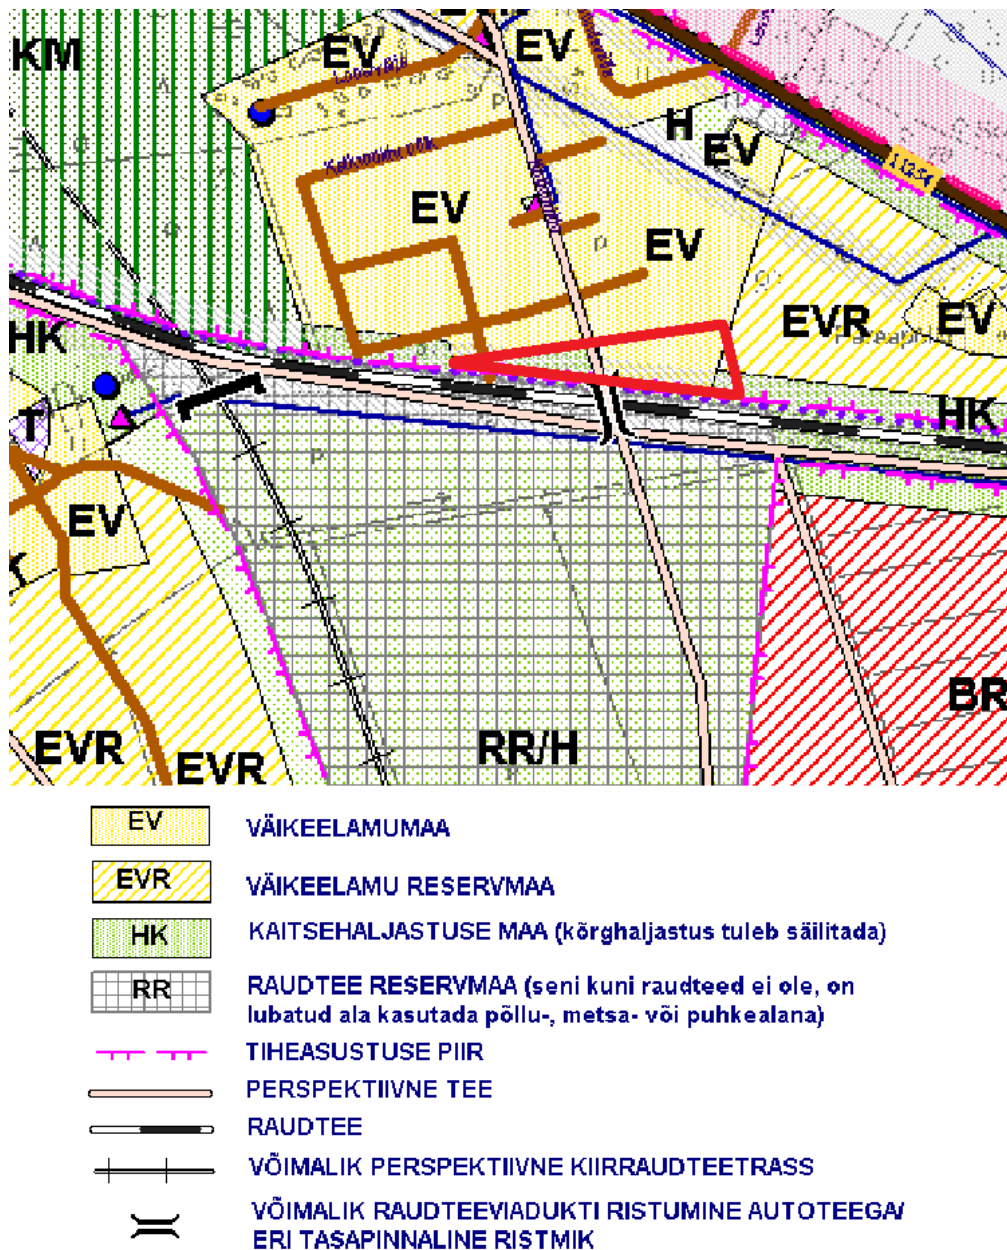 KM
EV
EV
H
EV
11251
EV
EV
EVR
EV
HK
HK
T
EV
BR
RR/H
EVR
EVR
EV VÄIKEELAMUMAA
EVR VÄIKEELAMU RESERVMAA
HK KAITSEHALJASTUSE MAA (kõrghaljastus tuleb säilitada)
RR RAUDTEE RESERVMAA (seni kuni raudteed ei ole, on
lubatud ala kasutada põllu-, metsa- või puhkealana)
TIHEASUSTUSE PIIR
PERSPEKTIIVNE TEE
RAUDTEE
VÕIMALIK PERSPEKTIIVNE KIIRRAUDTEETRASS
VÕIMALIK RAUDTEEVIADUKTI RISTUMINE AUTOTEEGA/
ERI TASAPINNALINE RISTMIK